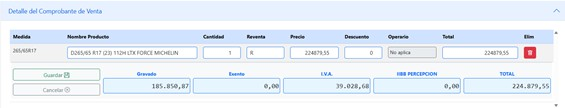 Detalle del Comprobante de Venta
Medida Nombre Producto Cantidad Reventa Precio Descuento Operario Total Elim
265/65R17 D265/65 R17 (23) 112H LTX FORCE MICHELIN 1 R 224879,55 0 No aplica 224879,55
Guardar Gravado Exento I.V.A. IIBB PERCEPCION TOTAL
Cancelar 185.850,87 0,00 39.028,68 0,00 224.879,55